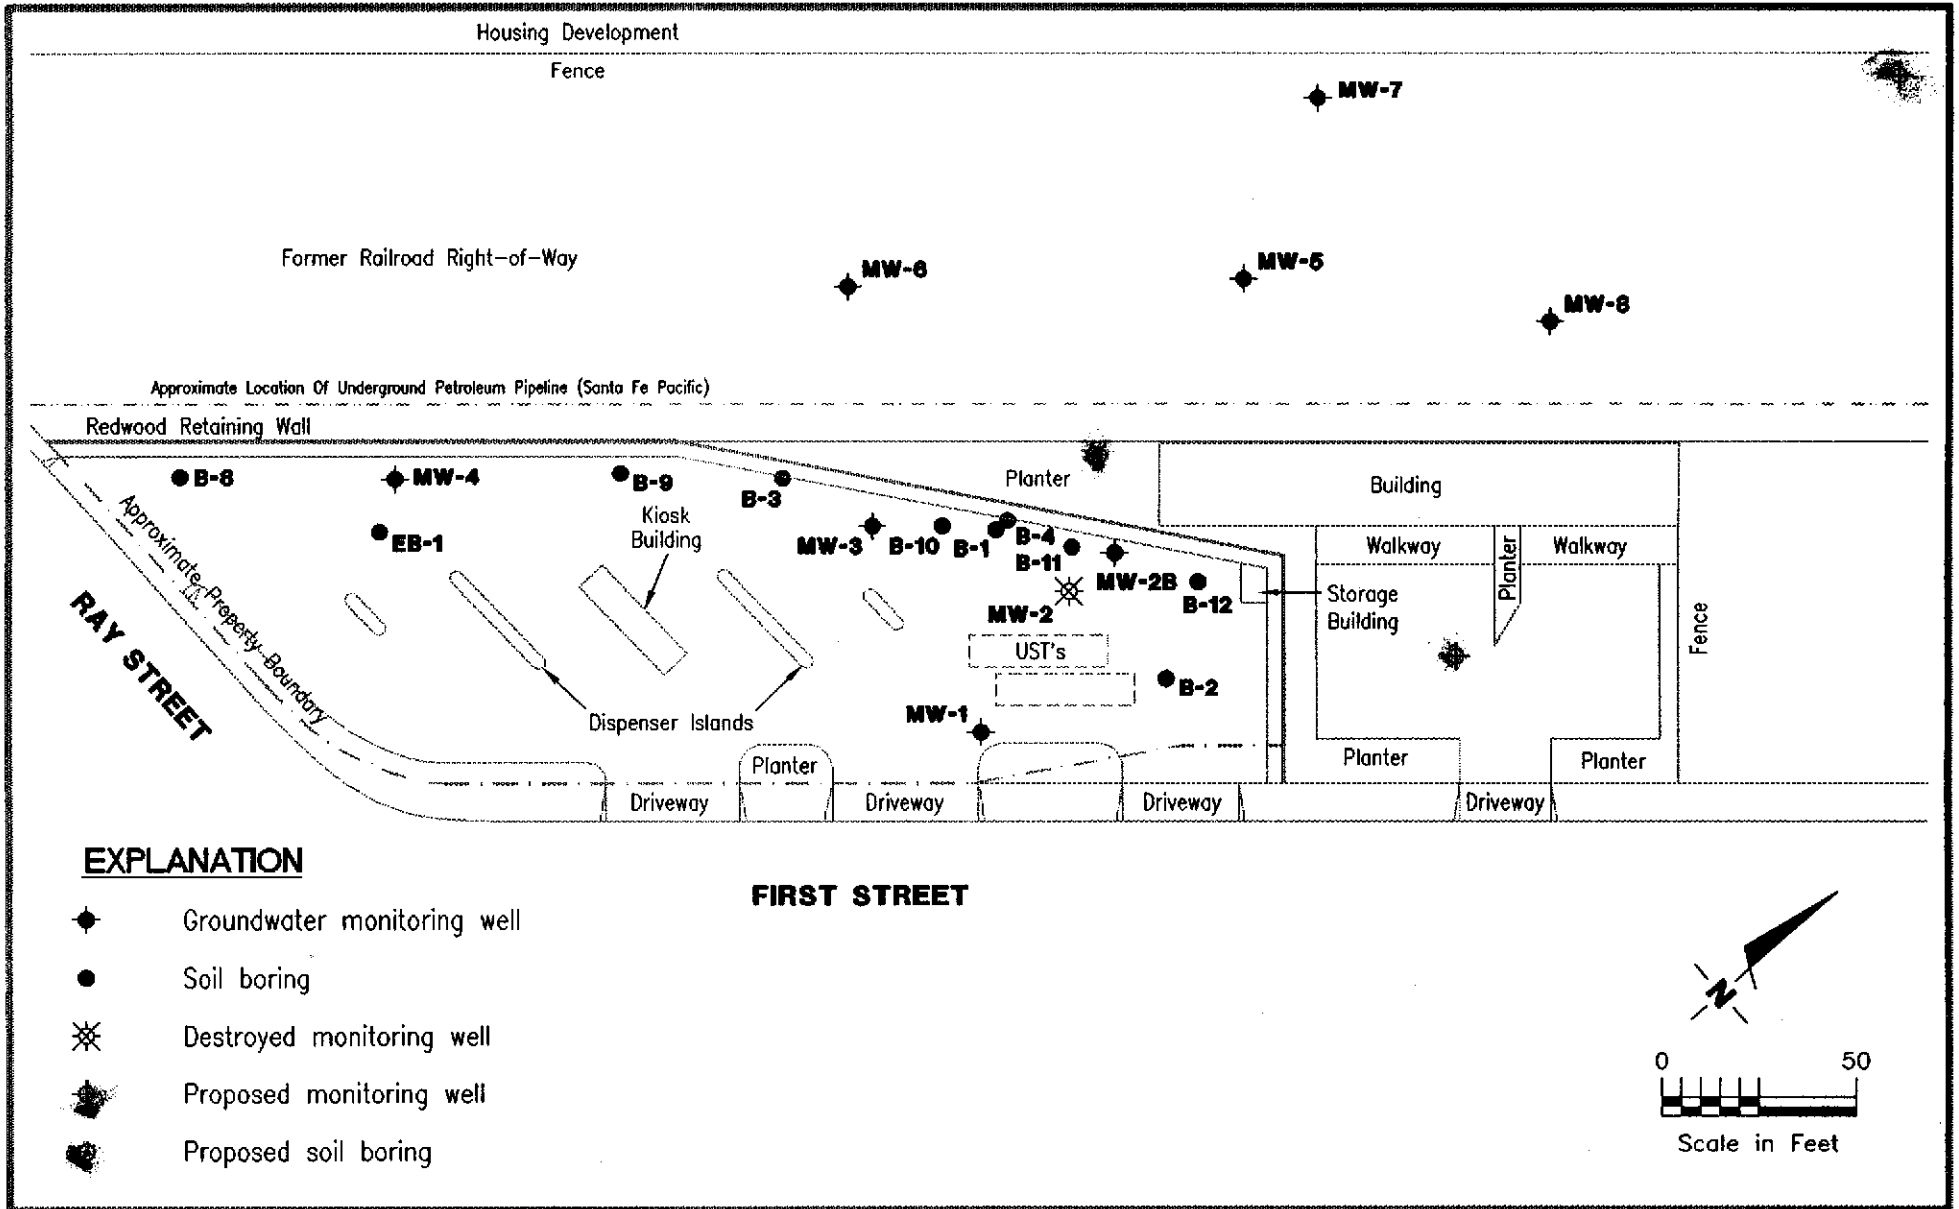 Housing Development
Fence
MW-7
Former Railroad Right-of-Way
MW-6
MW-5
MW-8
Approximate Location Of Underground Petroleum Pipeline (Santa Fe Pacific)
Redwood Retaining Wall
B-8
MW-4
B-9
B-3
Planter
Building
EB-1
Kiosk
Building
MW-3
B-10
B-1
B-4
B-11
MW-2B
B-12
Walkway
Planter
Walkway
Approximate Property Boundary
RAY STREET
MW-2
Storage
Building
Fence
UST's
B-2
Dispenser Islands
MW-1
Planter
Planter
Planter
Driveway
Driveway
Driveway
Driveway
EXPLANATION
FIRST STREET
Groundwater monitoring well
Soil boring
Destroyed monitoring well
Proposed monitoring well
Proposed soil boring
N
0 50
Scale in Feet